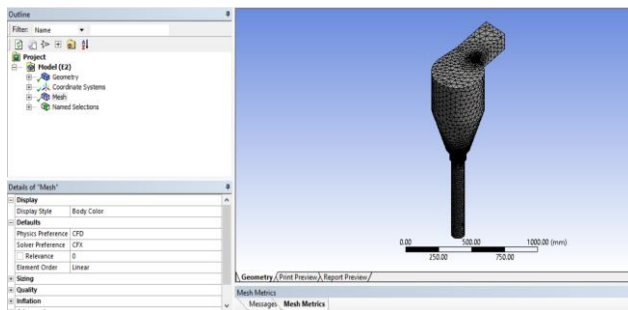 Outline
Filter: Name
Project
Model (E2)
Geometry
Coordinate Systems
Mesh
Named Selections
Details of "Mesh"
Display
Display Style Body Color
Defaults
Physics Preference CFD
Solver Preference CFX
Relevance 0
Element Order Linear
Sizing
Quality
Inflation
0.00 500.00 1000.00 (mm)
250.00 750.00
Geometry Print Preview Report Preview
Mesh Metrics
Messages Mesh Metrics